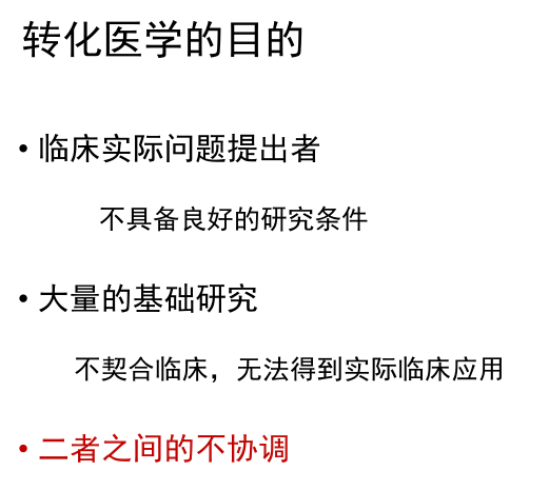 转化医学的目的
• 临床实际问题提出者
不具备良好的研究条件
• 大量的基础研究
不契合临床，无法得到实际临床应用
• 二者之间的不协调